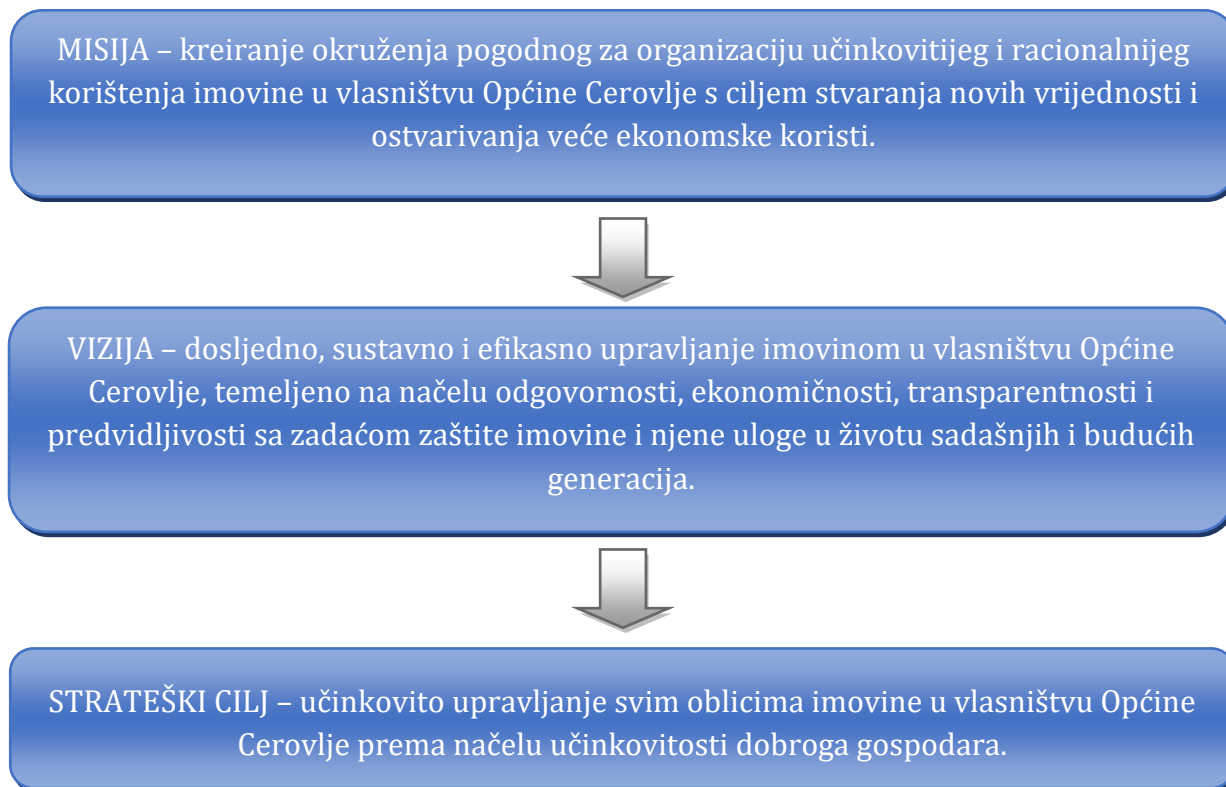 MISIJA – kreiranje okruženja pogodnog za organizaciju učinkovitijeg i racionalnijeg
korištenja imovine u vlasništvu Općine Cerovlje s ciljem stvaranja novih vrijednosti i
ostvarivanja veće ekonomske koristi.
VIZIJA – dosljedno, sustavno i efikasno upravljanje imovinom u vlasništvu Općine
Cerovlje, temeljeno na načelu odgovornosti, ekonomičnosti, transparentnosti i
predvidljivosti sa zadaćom zaštite imovine i njene uloge u životu sadašnjih i budućih
generacija.
STRATEŠKI CILJ – učinkovito upravljanje svim oblicima imovine u vlasništvu Općine
Cerovlje prema načelu učinkovitosti dobroga gospodara.